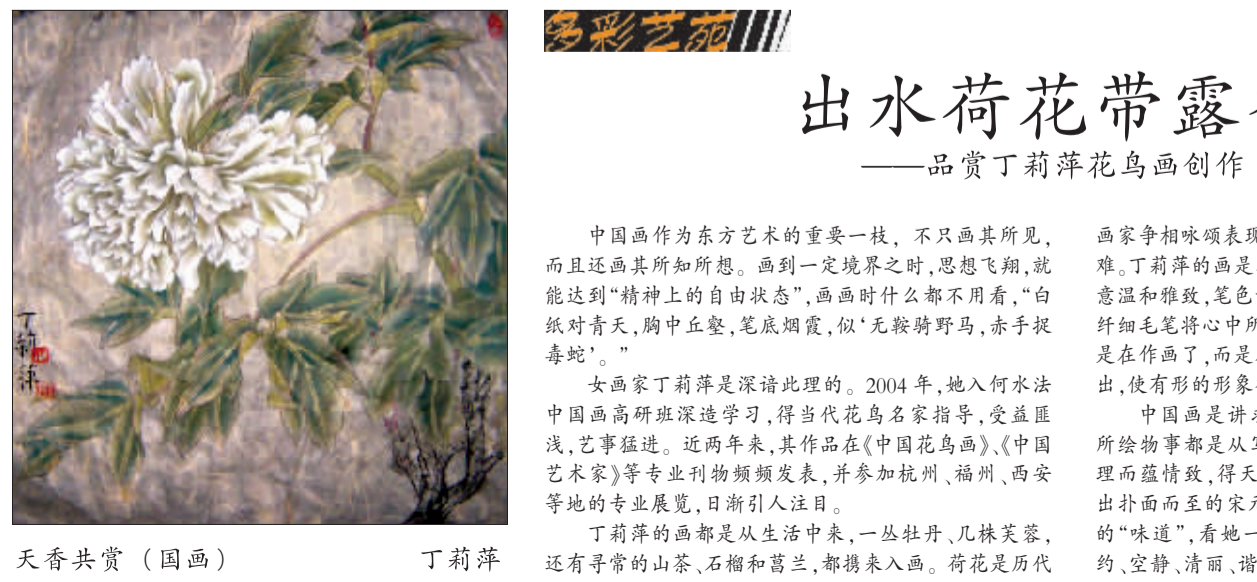 多彩艺苑
出水荷花带露
——品赏丁莉萍花鸟画创作
中国画作为东方艺术的重要一枝，不只画其所见，
而且还画其所知所想。画到一定境界之时，思想飞翔，就
能达到“精神上的自由状态”，画画时什么都不用看，“白
纸对青天，胸中丘壑，笔底烟霞，似‘无鞍骑野马，赤手捉
毒蛇’。”
女画家丁莉萍是深谙此理的。2004 年，她入何水法
中国画高研班深造学习，得当代花鸟名家指导，受益匪
浅，艺事猛进。近两年来，其作品在《中国花鸟画》、《中国
艺术家》等专业刊物频频发表，并参加杭州、福州、西安
等地的专业展览，日渐引人注目。
丁莉萍的画都是从生活中来，一丛牡丹、几株芙蓉，
还有寻常的山茶、石榴和菖兰，都携来入画。荷花是历代
画家争相咏颂表现
难。丁莉萍的画是
意温和雅致，笔色
纤细毛笔将心中所
是在作画了，而是
出，使有形的形象
中国画是讲
所绘物事都是从
理而蕴情致，得天
出扑面而至的宋
的“味道”，看她一
约、空静、清丽、谐
丁莉萍
天香共赏（国画） 丁莉萍